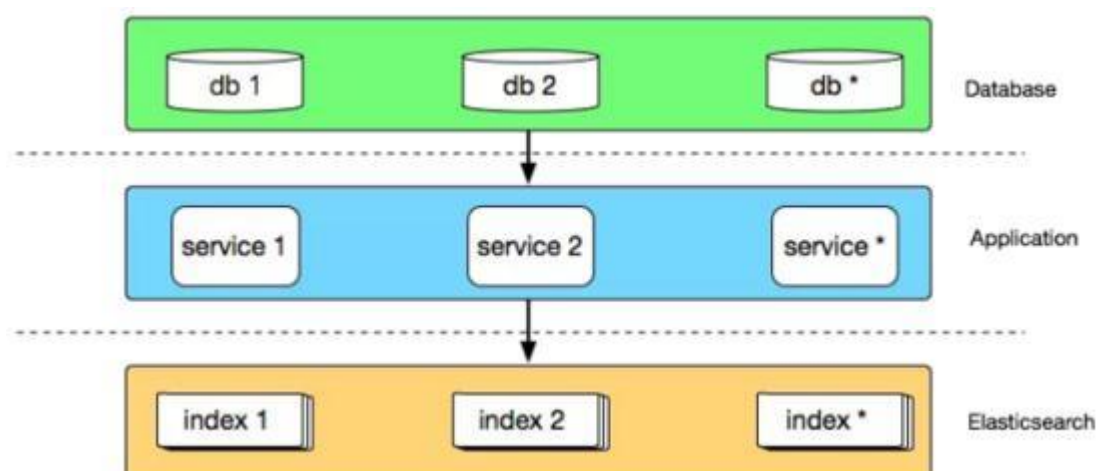 db 1
db 2
db *
Database
service 1
service 2
service *
Application
index 1
index 2
index *
Elasticsearch